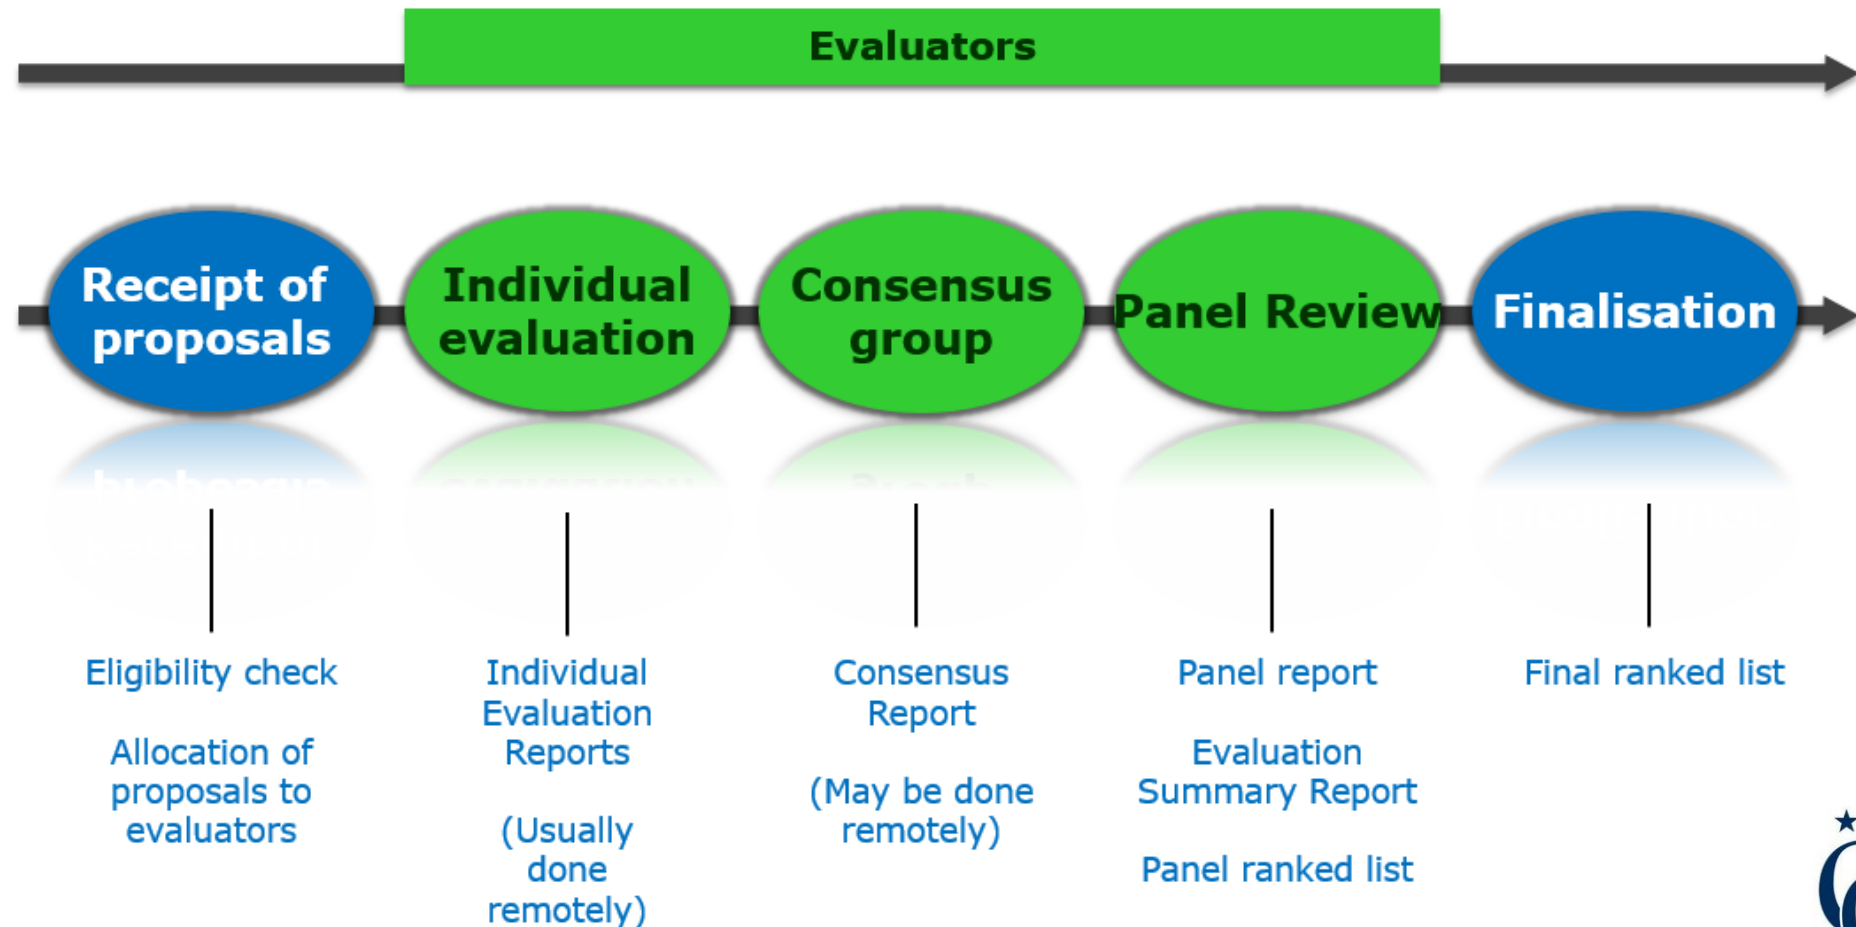 Evaluators
Receipt of
proposals
Individual
evaluation
Consensus
group
Panel Review
Finalisation
Eligibility check
Allocation of
proposals to
evaluators
Individual
Evaluation
Reports
(Usually
done
remotely)
Consensus
Report
(May be done
remotely)
Panel report
Evaluation
Summary Report
Panel ranked list
Final ranked list